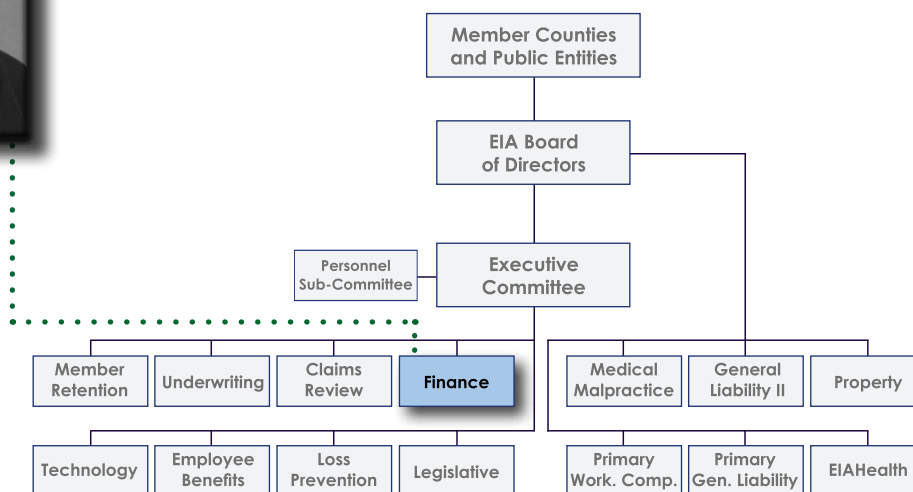 Member Counties
and Public Entities
EIA Board
of Directors
Executive
Committee
Personnel
Sub-Committee
Member
Retention
Underwriting
Claims
Review
Finance
Medical
Malpractice
General
Liability II
Property
Technology
Employee
Benefits
Loss
Prevention
Legislative
Primary
Work. Comp.
Primary
Gen. Liability
EIAHealth